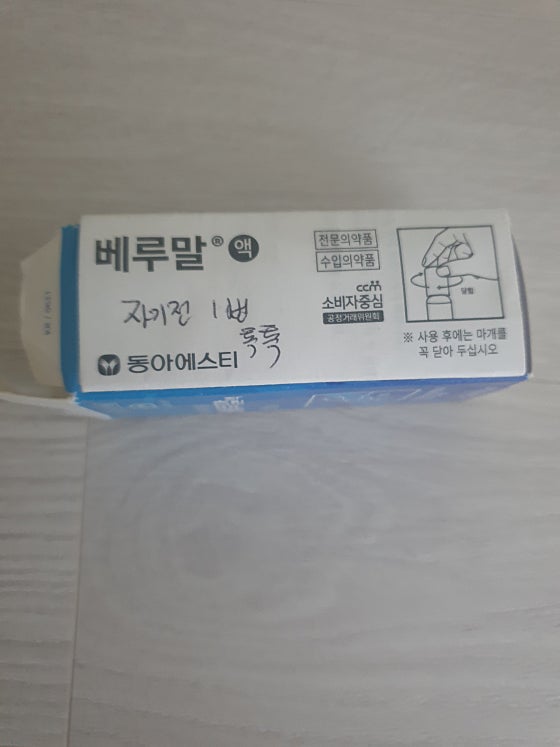 베루말® 액
전문의약품
수입의약품
ccm
소비자중심
공정거래위원회
자기전 1번
톡톡
동아에스티
닫힘
※ 사용 후에는 마개를
꼭 닫아 두십시오